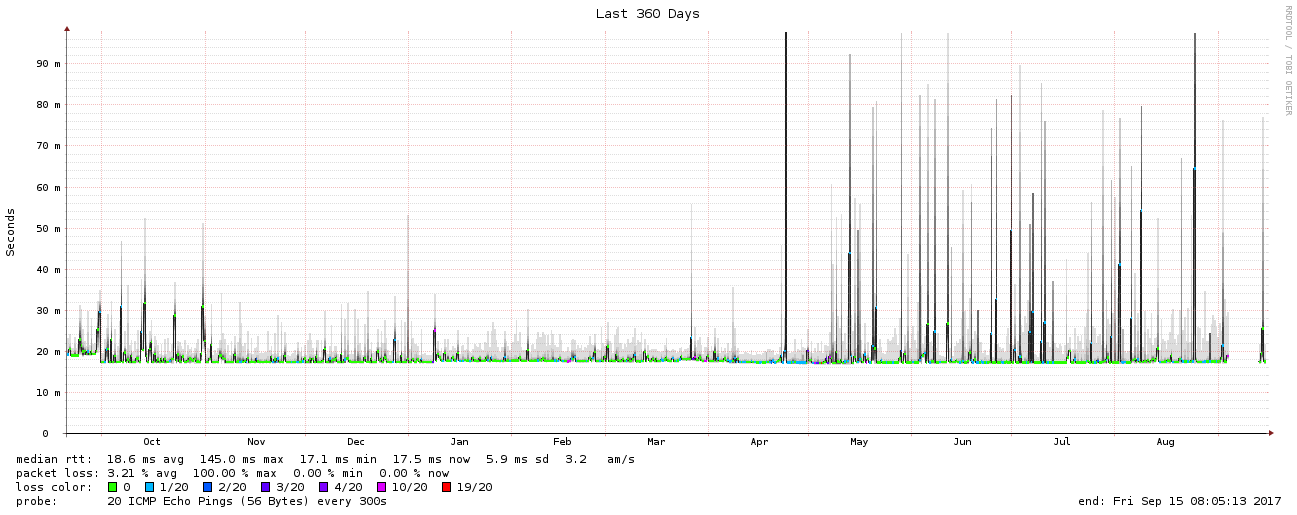 Last 360 Days
RRDTOOL / TOBI OETIKER
Seconds
90 m
80 m
70 m
60 m
50 m
40 m
30 m
20 m
10 m
0
Oct Nov Dec Jan Feb Mar Apr May Jun Jul Aug
median rtt: 18.6 ms avg 145.0 ms max 17.1 ms min 17.5 ms now 5.9 ms sd 3.2 am/s
packet loss: 3.21 % avg 100.00 % max 0.00 % min 0.00 % now
loss color: 0 1/20 2/20 3/20 4/20 10/20 19/20
probe: 20 ICMP Echo Pings (56 Bytes) every 300s end: Fri Sep 15 08:05:13 2017